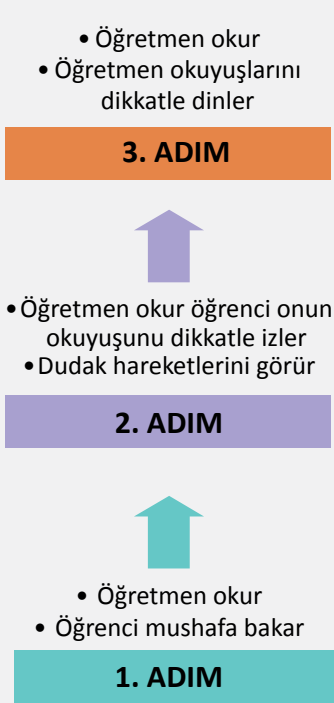 • Öğretmen okur
• Öğretmen okuyuşlarını
dikkatle dinler
3. ADIM
• Öğretmen okur öğrenci onun
okuyuşunu dikkatle izler
• Dudak hareketlerini görür
2. ADIM
• Öğretmen okur
• Öğrenci mushafa bakar
1. ADIM